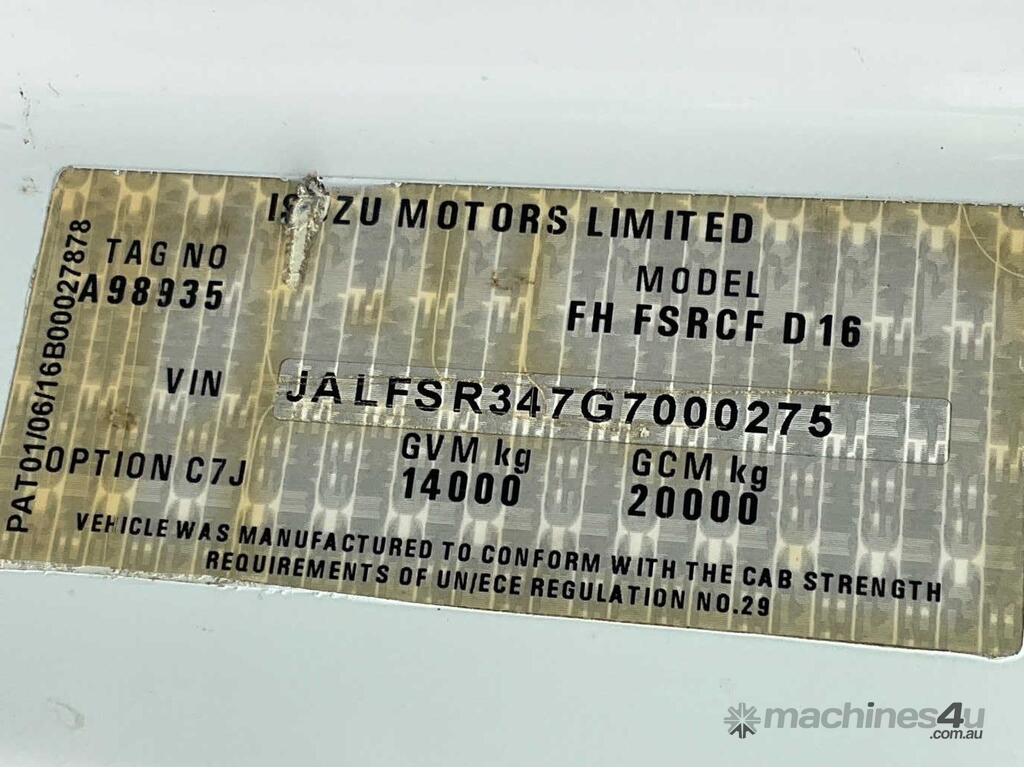 ISUZU MOTORS LIMITED
TAG NO
A98935
MODEL
FH FSRCF D16
VIN JALFSR347G7000275
OPTION C7J
GVM kg
14000
GCM kg
20000
VEHICLE WAS MANUFACTURED TO CONFORM WITH THE CAB STRENGTH
REQUIREMENTS OF UN/ECE REGULATION NO.29
PAT01/06/16B00027878
machines4u
.com.au